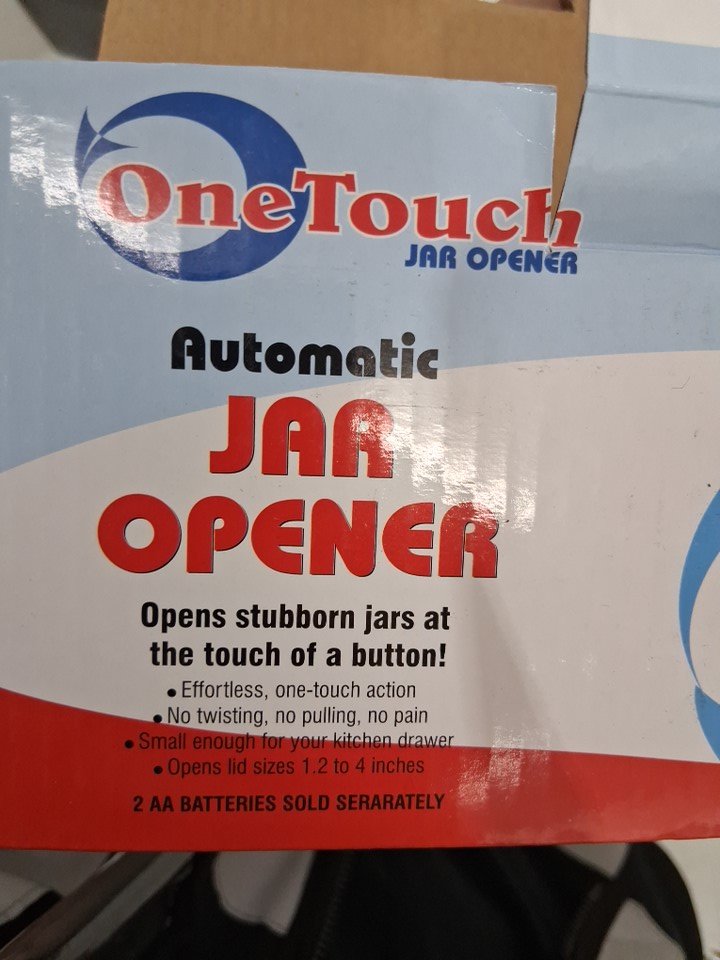 OneTouch
JAR OPENER
Automatic
JAR
OPENER
Opens stubborn jars at
the touch of a button!
• Effortless, one-touch action
• No twisting, no pulling, no pain
• Small enough for your kitchen drawer
• Opens lid sizes 1.2 to 4 inches
2 AA BATTERIES SOLD SERARATELY